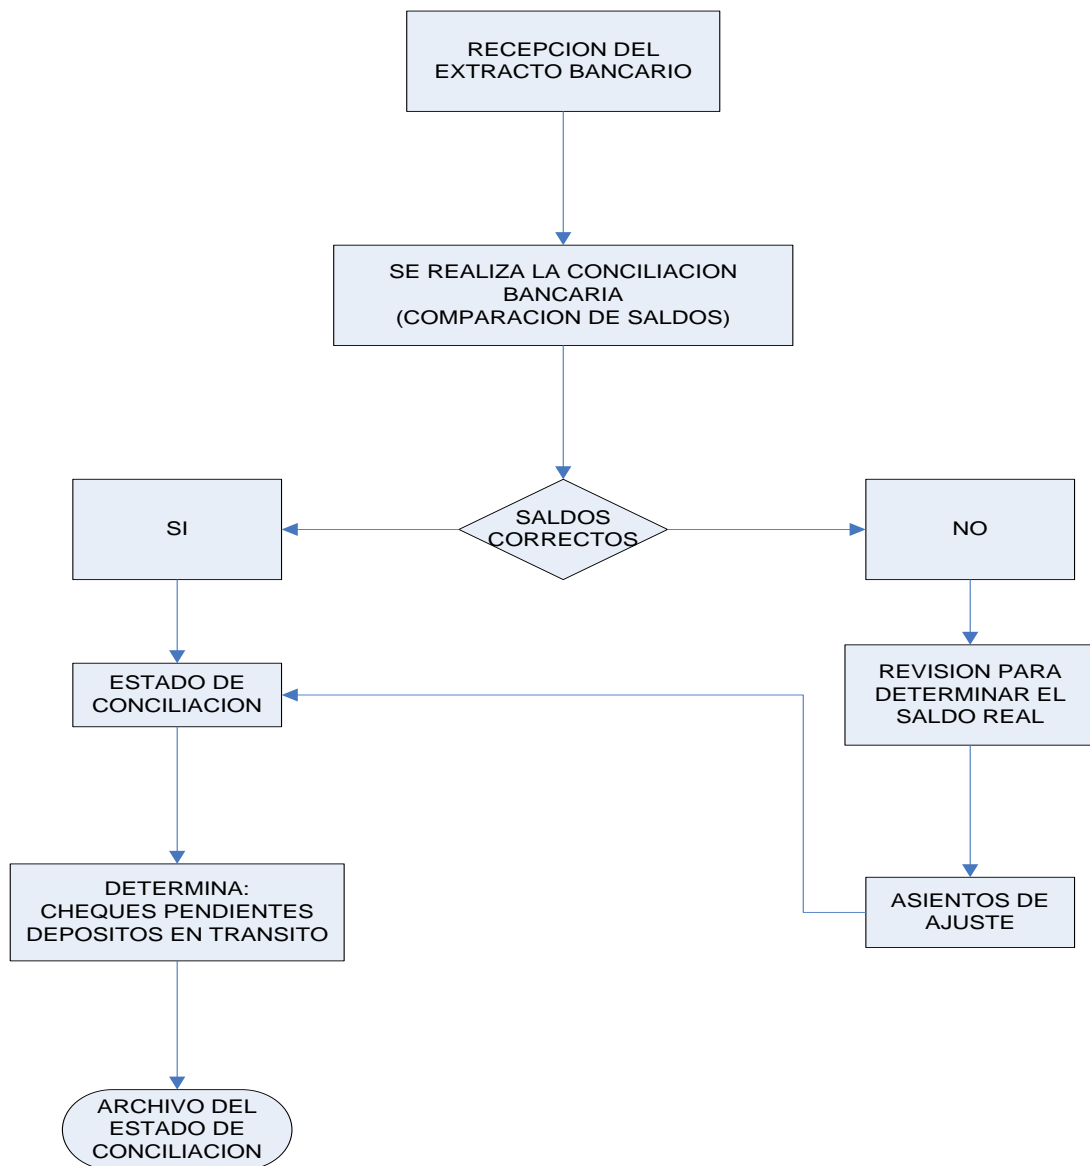 RECEPCION DEL
EXTRACTO BANCARIO
SE REALIZA LA CONCILIACION
BANCARIA
(COMPARACION DE SALDOS)
SI
SALDOS
CORRECTOS
NO
ESTADO DE
CONCILIACION
REVISION PARA
DETERMINAR EL
SALDO REAL
DETERMINA:
CHEQUES PENDIENTES
DEPOSITOS EN TRANSITO
ASIENTOS DE
AJUSTE
ARCHIVO DEL
ESTADO DE
CONCILIACION